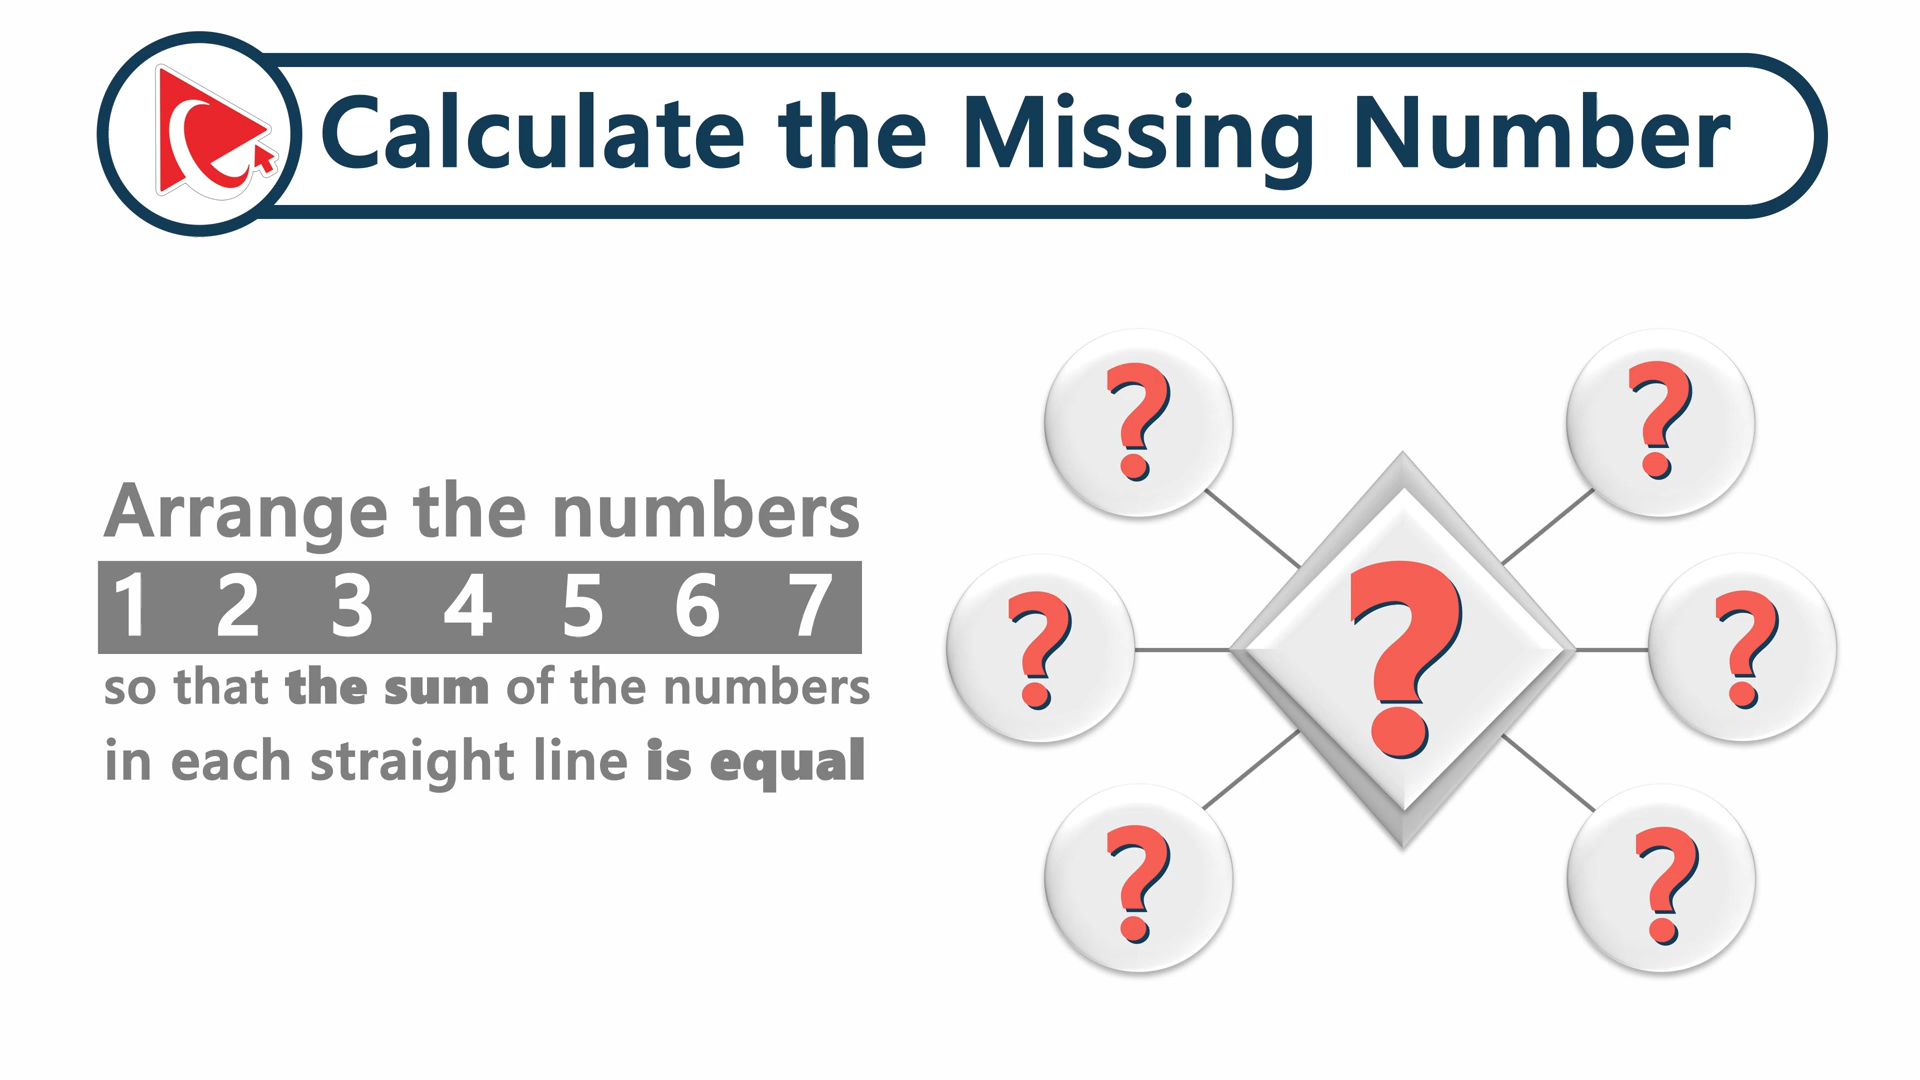 Calculate the Missing Number
Arrange the numbers
1 2 3 4 5 6 7
so that the sum of the numbers
in each straight line is equal
? ?
? ? ?
? ?